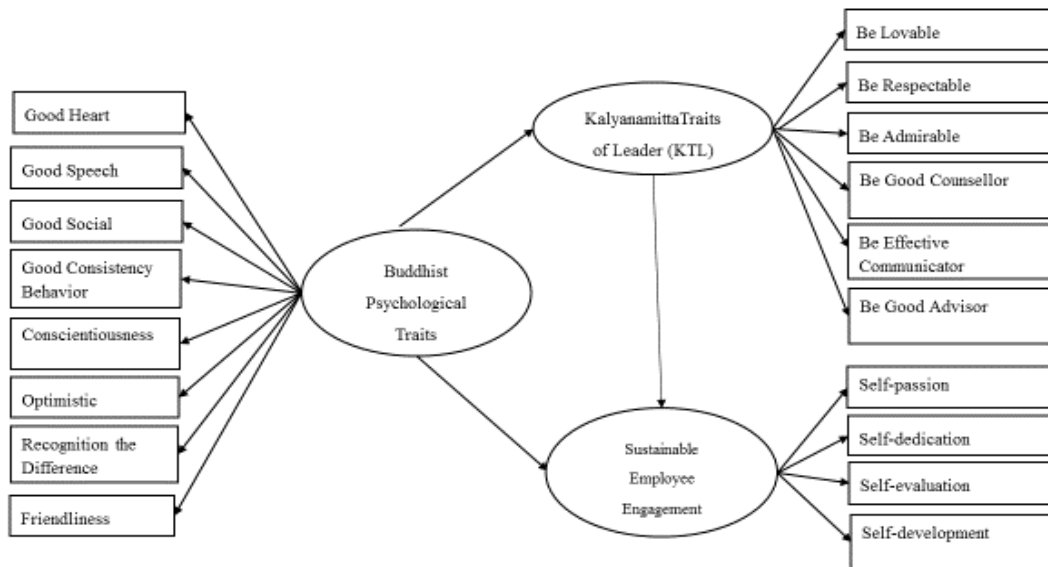 Good Heart
Good Speech
Good Social
Good Consistency
Behavior
Conscientiousness
Optimistic
Recognition the
Difference
Friendliness
Buddhist
Psychological
Traits
KalyanamittaTraits
of Leader (KTL)
Sustainable
Employee
Engagement
Be Lovable
Be Respectable
Be Admirable
Be Good Counsellor
Be Effective
Communicator
Be Good Advisor
Self-passion
Self-dedication
Self-evaluation
Self-development